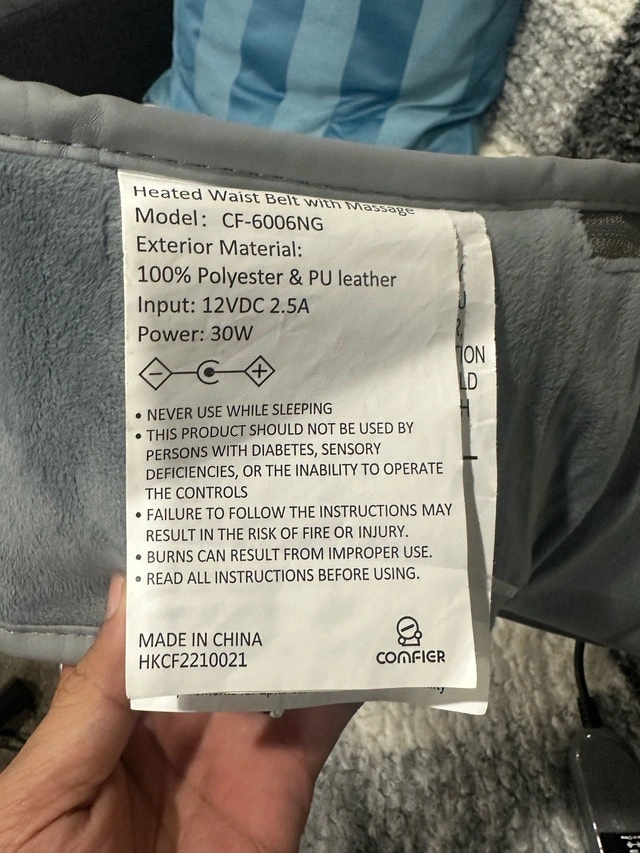 Heated Waist Belt with Massage
Model: CF-6006NG
Exterior Material:
100% Polyester & PU leather
Input: 12VDC 2.5A
Power: 30W
• NEVER USE WHILE SLEEPING
• THIS PRODUCT SHOULD NOT BE USED BY
PERSONS WITH DIABETES, SENSORY
DEFICIENCIES, OR THE INABILITY TO OPERATE
THE CONTROLS
• FAILURE TO FOLLOW THE INSTRUCTIONS MAY
RESULT IN THE RISK OF FIRE OR INJURY.
• BURNS CAN RESULT FROM IMPROPER USE.
• READ ALL INSTRUCTIONS BEFORE USING.
MADE IN CHINA
HKCF2210021
COMFIER